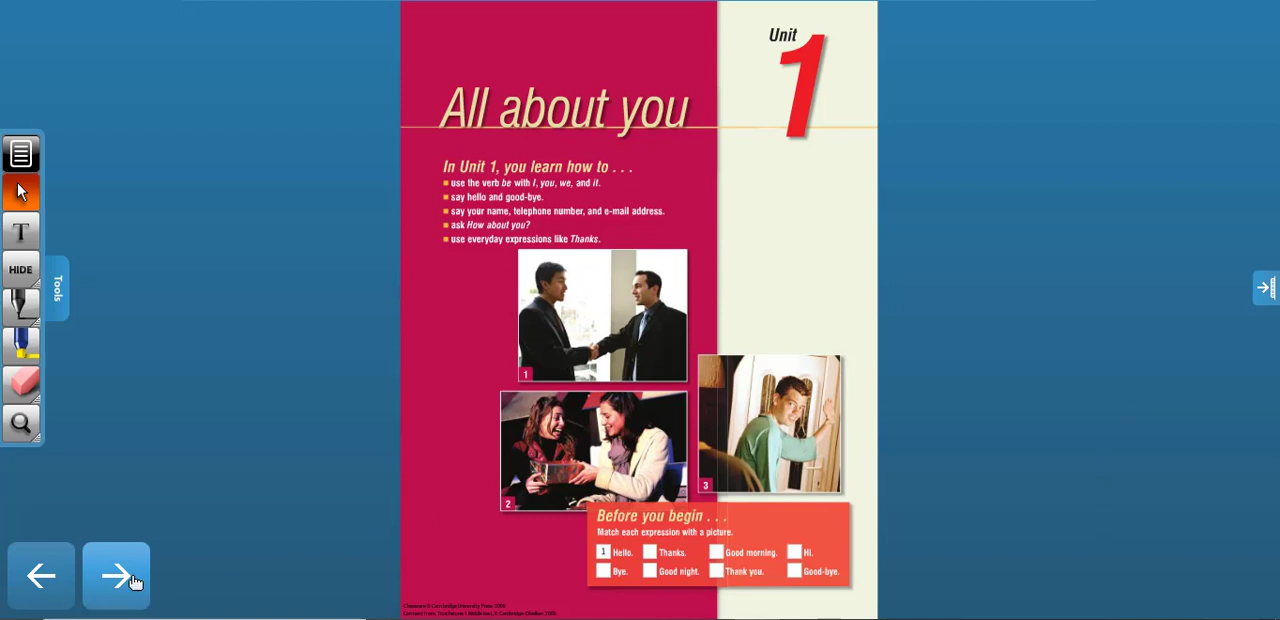 Unit
1
All about you
In Unit 1, you learn how to . . .
use the verb be with I, you, we, and it.
say hello and good-bye.
say your name, telephone number, and e-mail address.
ask How about you?
use everyday expressions like Thanks.
T
HIDE
Tools
1
2
3
Before you begin . . .
Match each expression with a picture.
1 Hello. Thanks. Good morning. Hi.
Bye. Good night. Thank you. Good-bye.